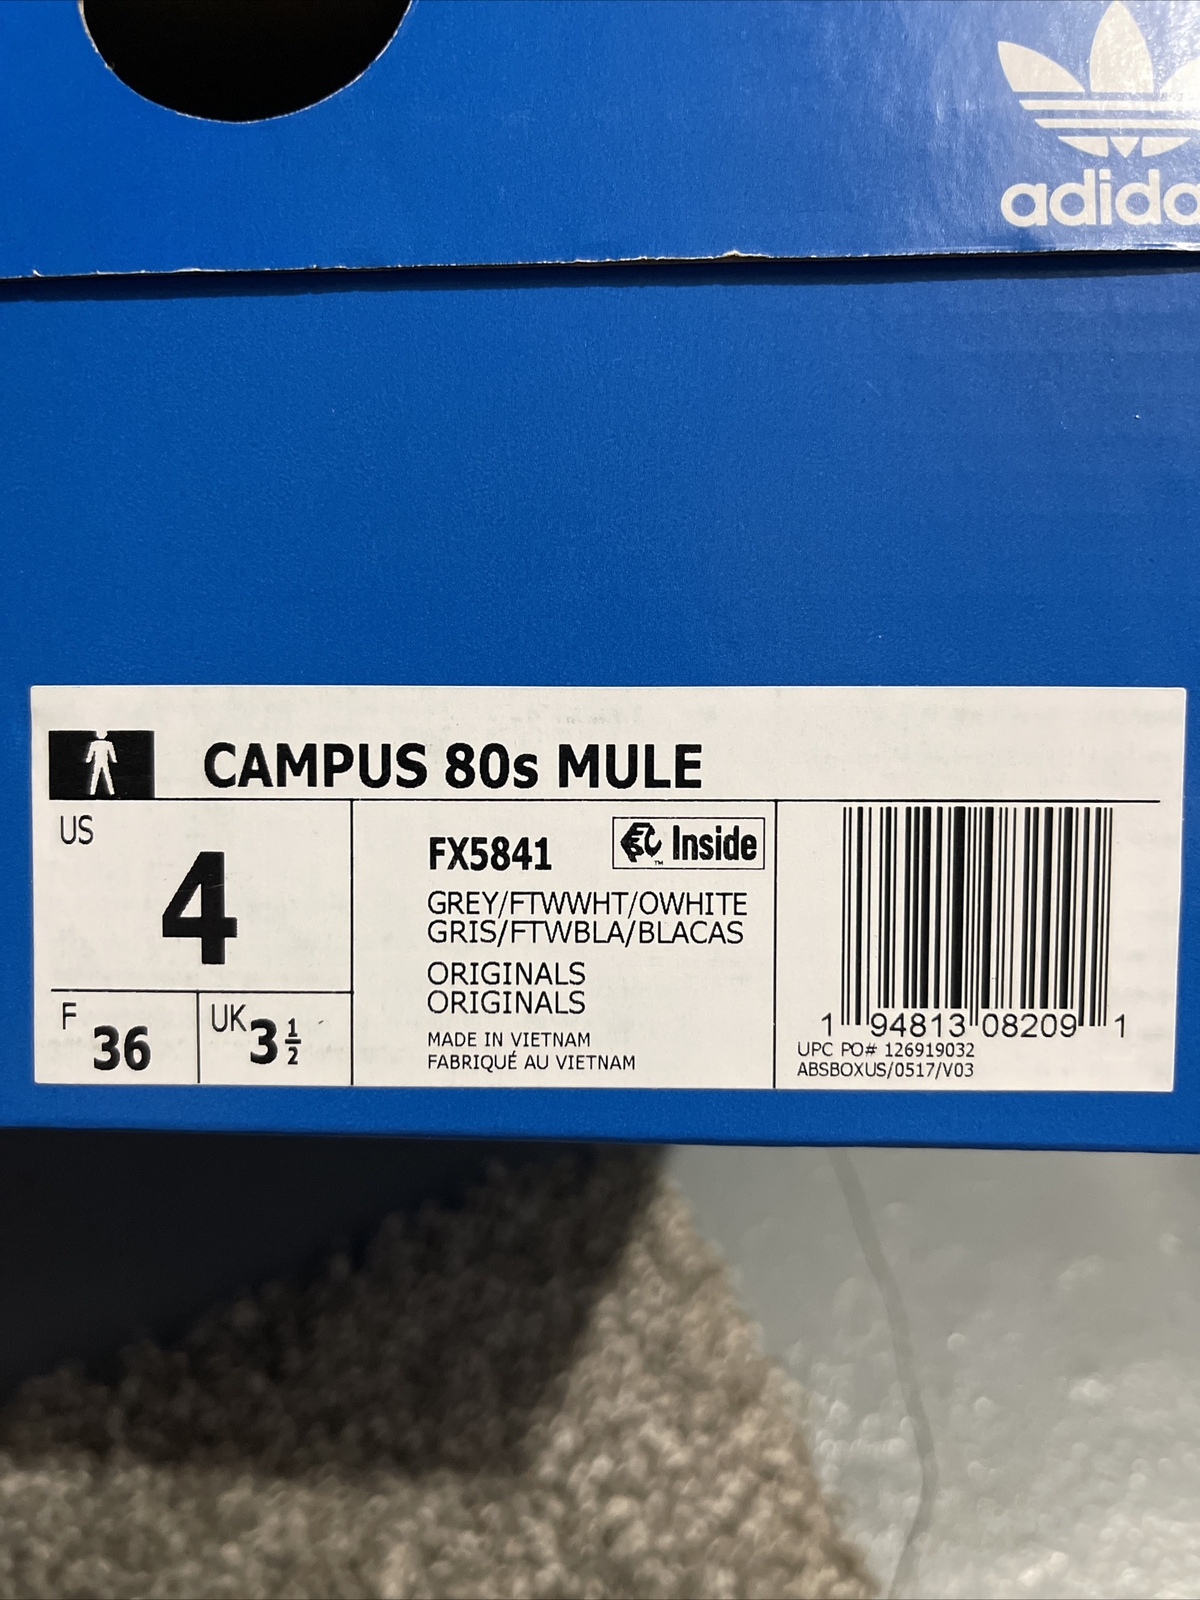 adida
CAMPUS 80s MULE
US
4
F 36
UK 3 1/2
FX5841
EC Inside
GREY/FTWWHT/OWHITE
GRIS/FTWBLA/BLACAS
ORIGINALS
ORIGINALS
MADE IN VIETNAM
FABRIQUÉ AU VIETNAM
1 94813 08209 1
UPC PO# 126919032
ABSBOXUS/0517/V03